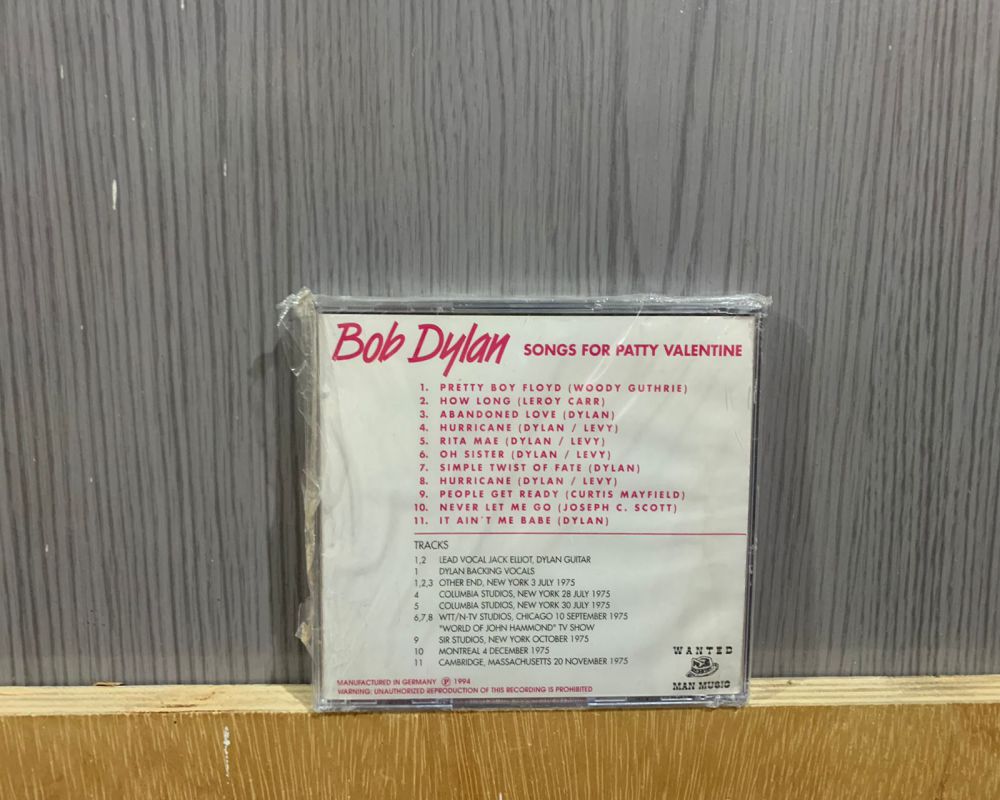 Bob Dylan SONGS FOR PATTY VALENTINE
1. PRETTY BOY FLOYD (WOODY GUTHRIE)
2. HOW LONG (LEROY CARR)
3. ABANDONED LOVE (DYLAN)
4. HURRICANE (DYLAN / LEVY)
5. RITA MAE (DYLAN / LEVY)
6. OH SISTER (DYLAN / LEVY)
7. SIMPLE TWIST OF FATE (DYLAN)
8. HURRICANE (DYLAN / LEVY)
9. PEOPLE GET READY (CURTIS MAYFIELD)
10. NEVER LET ME GO (JOSEPH C. SCOTT)
11. IT AIN´T ME BABE (DYLAN)
TRACKS
1,2 LEAD VOCAL JACK ELLIOT, DYLAN GUITAR
1 DYLAN BACKING VOCALS
1,2,3 OTHER END, NEW YORK 3 JULY 1975
4 COLUMBIA STUDIOS, NEW YORK 28 JULY 1975
5 COLUMBIA STUDIOS, NEW YORK 30 JULY 1975
6,7,8 WTT/N-TV STUDIOS, CHICAGO 10 SEPTEMBER 1975
"WORLD OF JOHN HAMMOND" TV SHOW
9 SIR STUDIOS, NEW YORK OCTOBER 1975
10 MONTREAL 4 DECEMBER 1975
11 CAMBRIDGE, MASSACHUSETTS 20 NOVEMBER 1975
WANTED
MAN MUSIC
MANUFACTURED IN GERMANY ℗ 1994
WARNING: UNAUTHORIZED REPRODUCTION OF THIS RECORDING IS PROHIBITED